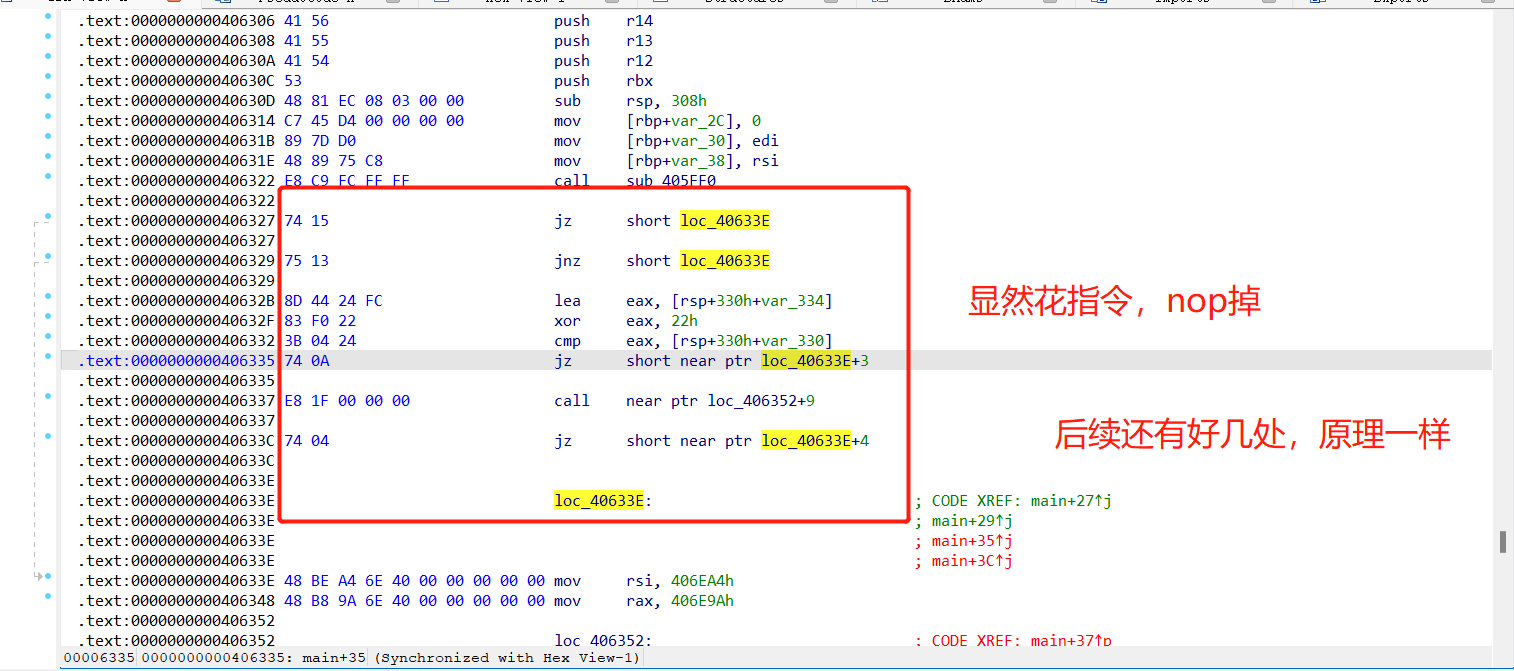 .text:0000000000406306 41 56 push r14
.text:0000000000406308 41 55 push r13
.text:000000000040630A 41 54 push r12
.text:000000000040630C 53 push rbx
.text:000000000040630D 48 81 EC 08 03 00 00 sub rsp, 308h
.text:0000000000406314 C7 45 D4 00 00 00 00 mov [rbp+var_2C], 0
.text:000000000040631B 89 7D D0 mov [rbp+var_30], edi
.text:000000000040631E 48 89 75 C8 mov [rbp+var_38], rsi
.text:0000000000406322 E8 C9 FC FF FF call sub_405FF0
.text:0000000000406322
.text:0000000000406327 74 15 jz short loc_40633E
.text:0000000000406327
.text:0000000000406329 75 13 jnz short loc_40633E
.text:0000000000406329
.text:000000000040632B 8D 44 24 FC lea eax, [rsp+330h+var_334]
显然花指令，nop掉
.text:000000000040632F 83 F0 22 xor eax, 22h
.text:0000000000406332 3B 04 24 cmp eax, [rsp+330h+var_330]
.text:0000000000406335 74 0A jz short near ptr loc_40633E+3
.text:0000000000406335
.text:0000000000406337 E8 1F 00 00 00 call near ptr loc_406352+9
.text:0000000000406337
后续还有好几处，原理一样
.text:000000000040633C 74 04 jz short near ptr loc_40633E+4
.text:000000000040633C
.text:000000000040633E
.text:000000000040633E loc_40633E: ; CODE XREF: main+27↑j
.text:000000000040633E ; main+29↑j
.text:000000000040633E ; main+35↑j
.text:000000000040633E ; main+3C↑j
.text:000000000040633E 48 BE A4 6E 40 00 00 00 00 00 mov rsi, 406EA4h
.text:0000000000406348 48 B8 9A 6E 40 00 00 00 00 00 mov rax, 406E9Ah
.text:0000000000406352
.text:0000000000406352 loc_406352: ; CODE XREF: main+37↑p
00006335 0000000000406335: main+35 (Synchronized with Hex View-1)